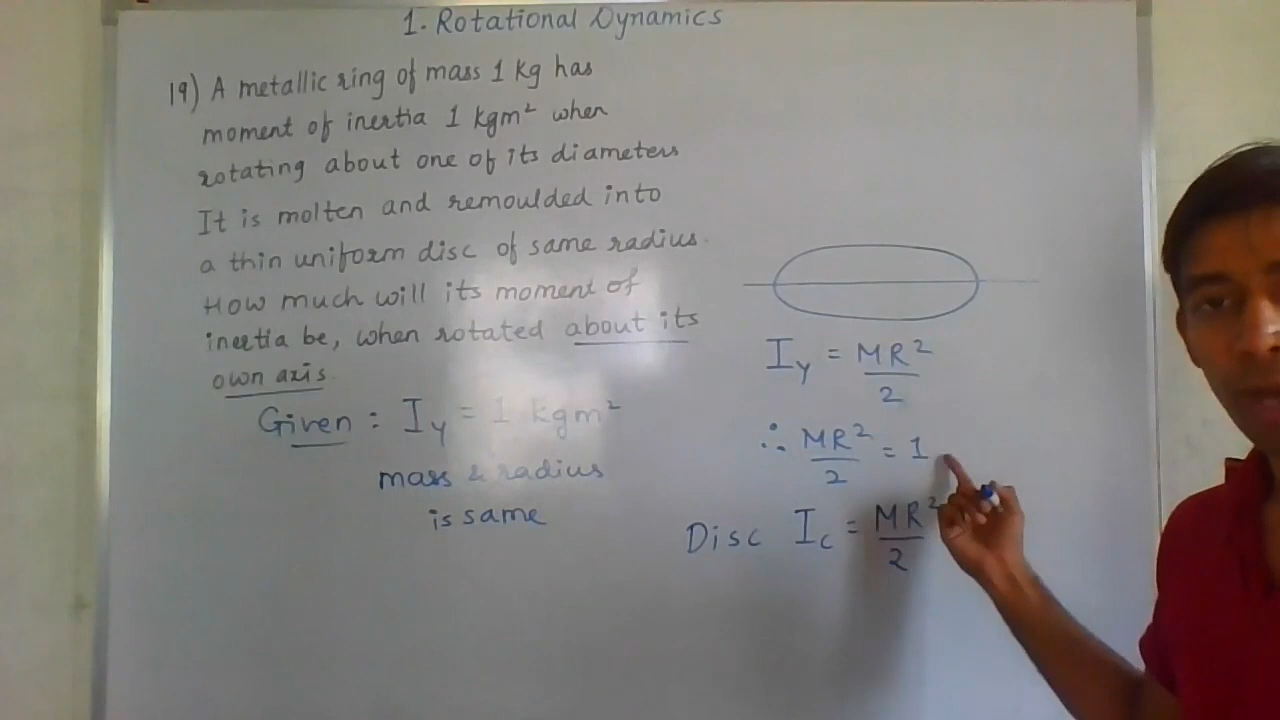 1. Rotational Dynamics
19) A metallic ring of mass 1 kg has
moment of inertia 1 kgm² when
rotating about one of its diameters
It is molten and remoulded into
a thin uniform disc of same radius.
How much will its moment of
inertia be, when rotated about its
own axis.
Given : I_y = 1 kgm²
mass & radius
is same
I_y = MR²/2
∴ MR²/2 = 1
Disc I_c = MR²/2